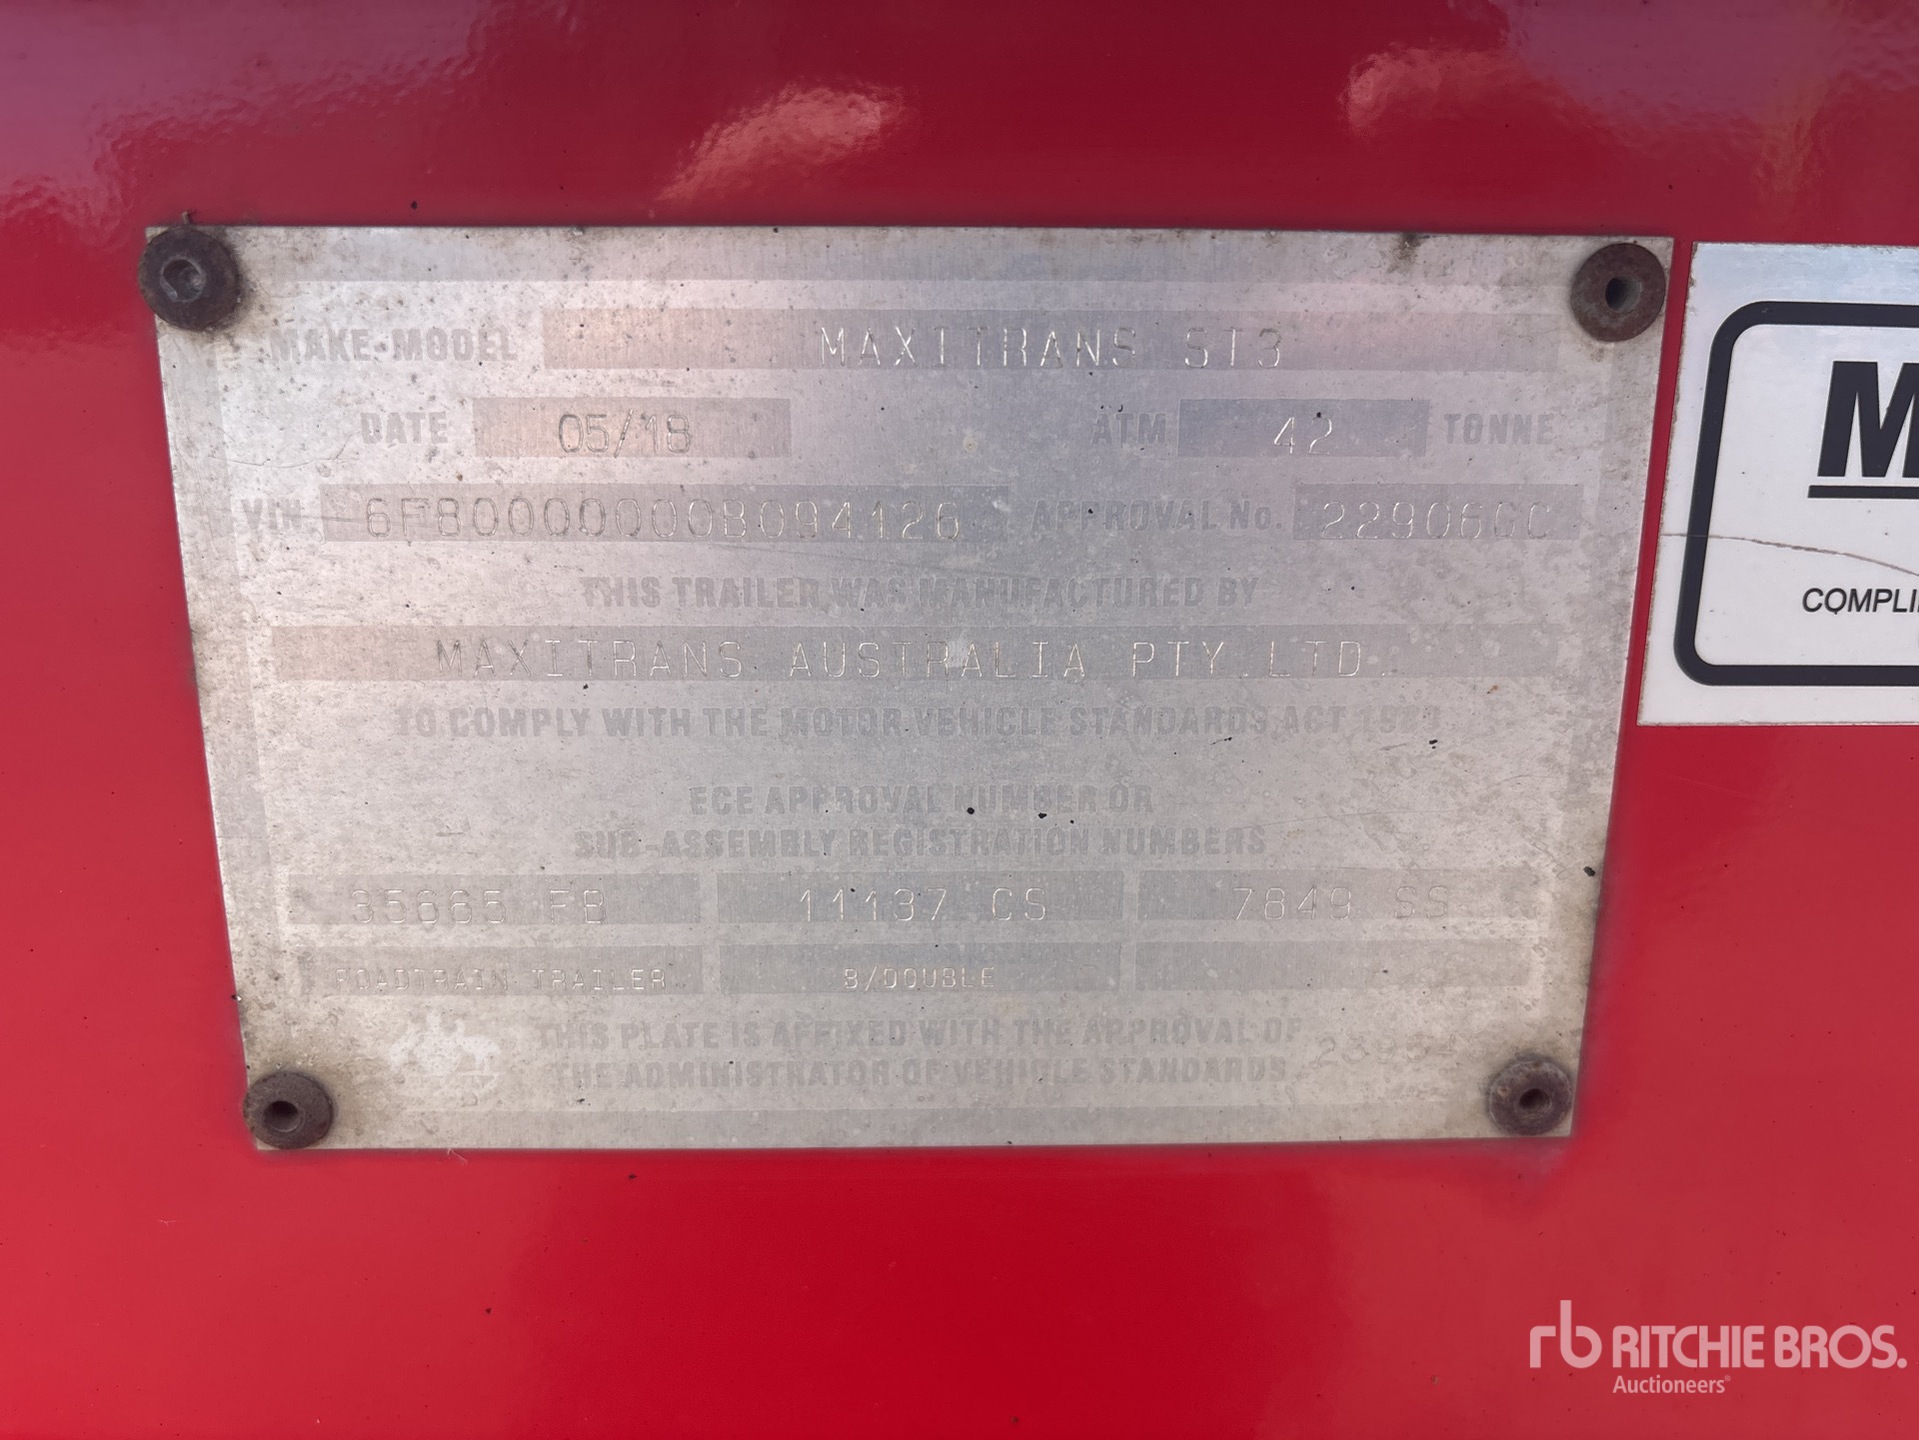 MAKE-MODEL MAXITRANS ST3
DATE 05/18 ATM 42 TONNE
VIN. 6F80000000B094126 APPROVAL No. 22906GC
THIS TRAILER WAS MANUFACTURED BY
MAXITRANS AUSTRALIA PTY.LTD.
TO COMPLY WITH THE MOTOR VEHICLE STANDARDS ACT 1989
ECE APPROVAL NUMBER OR
SUB-ASSEMBLY REGISTRATION NUMBERS
35665 FB 11137 CS 7849 SS
ROADTRAIN TRAILER B/DOUBLE
THIS PLATE IS AFFIXED WITH THE APPROVAL OF
THE ADMINISTRATOR OF VEHICLE STANDARDS
M
COMPLI
rb RITCHIE BROS.
Auctioneers